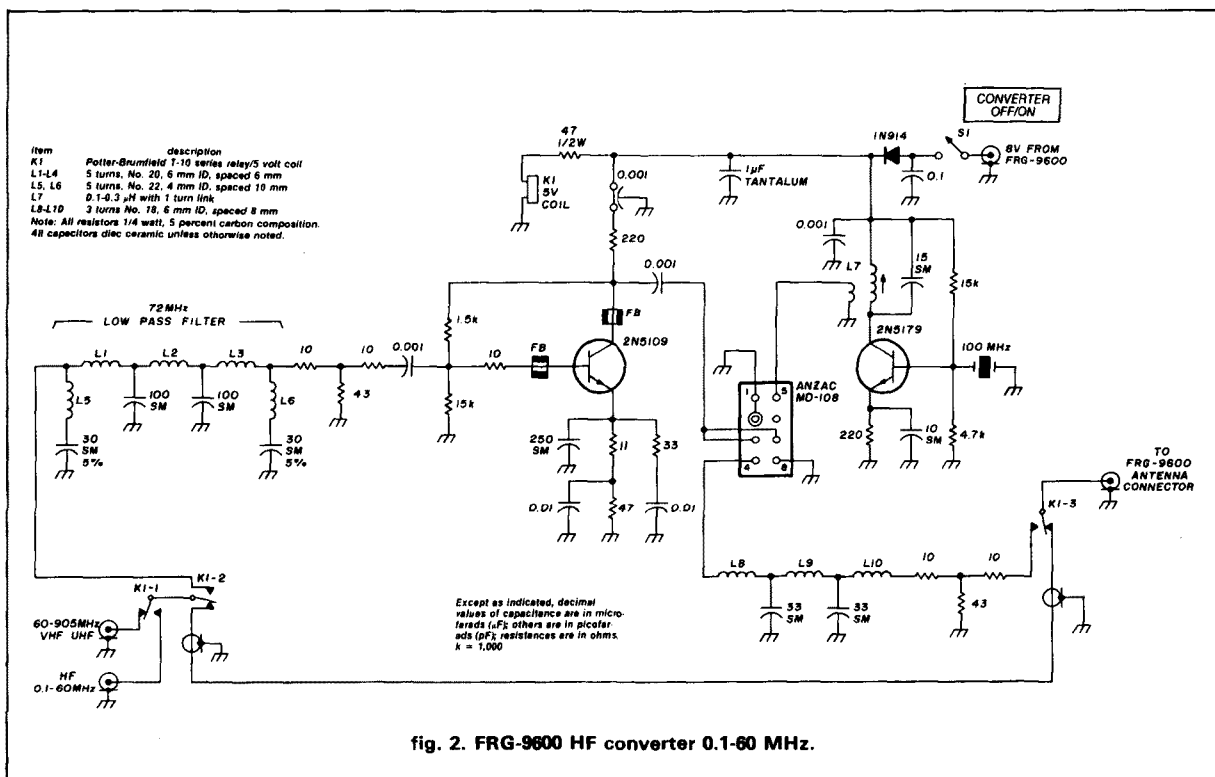 CONVERTER
OFF/ON
47
1/2W
1N914
S1
8V FROM
FRG-9600
item description
K1 Potter-Brumfield T-10 series relay/5 volt coil
L1-L4 5 turns, No. 20, 6 mm ID, spaced 6 mm
L5, L6 5 turns, No. 22, 4 mm ID, spaced 10 mm
L7 0.1-0.3 μH with 1 turn link
L8-L10 3 turns No. 18, 6 mm ID, spaced 8 mm
Note: All resistors 1/4 watt, 5 percent carbon composition.
All capacitors disc ceramic unless otherwise noted.
K1
5V
COIL
0.001
1μF
TANTALUM
0.1
220
0.001
0.001
L7
15
SM
15k
72MHz
LOW PASS FILTER
1.5k
FB
2N5109
2N5179
100 MHz
L1
L2
L3
10
10
0.001
10
FB
ANZAC
MD-108
1
5
4
8
L5
100
SM
100
SM
L6
43
15k
30
SM
5%
30
SM
5%
250
SM
11
33
220
10
SM
4.7k
0.01
47
0.01
TO
FRG-9600
ANTENNA
CONNECTOR
K1-3
L8
L9
L10
10
10
33
SM
33
SM
43
K1-1
K1-2
60-905MHz
VHF UHF
HF
0.1-60MHz
Except as indicated, decimal
values of capacitance are in micro-
farads (μF); others are in picofar-
ads (pF); resistances are in ohms.
k = 1,000
fig. 2. FRG-9600 HF converter 0.1-60 MHz.